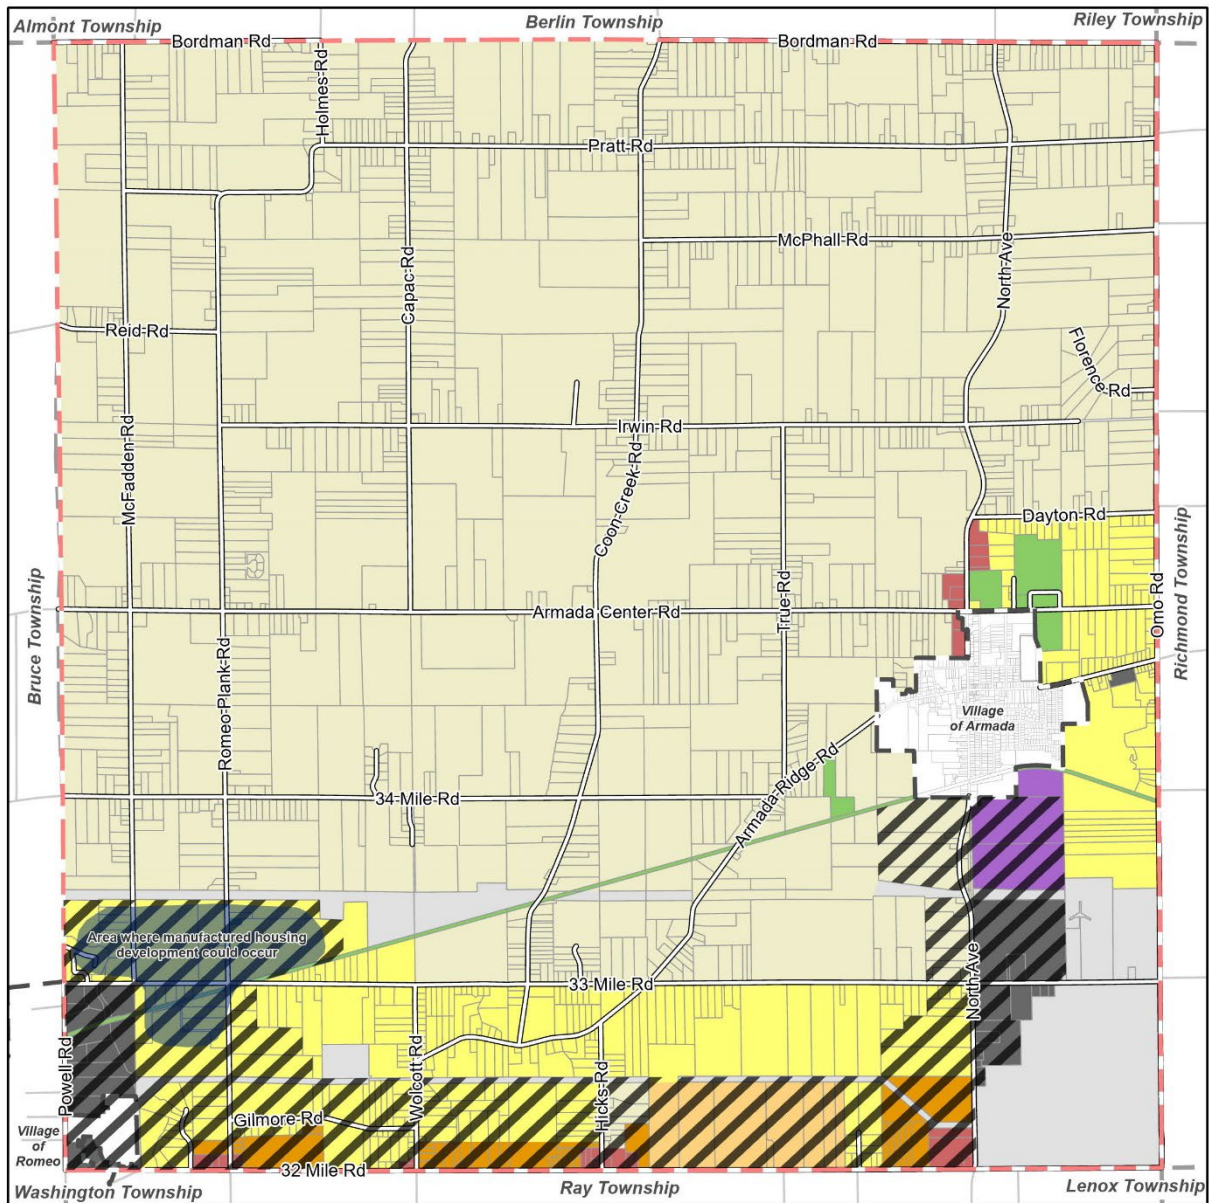 Almont Township
Berlin Township
Riley Township
Bordman Rd
Bordman Rd
Holmes Rd
Pratt Rd
McPhall Rd
North Ave
Capac Rd
Reid Rd
Florence Rd
McFadden Rd
Irwin Rd
Coon Creek Rd
Dayton Rd
Bruce Township
Richmond Township
Omo Rd
Armada Center Rd
True Rd
Romeo Plank Rd
Village
of Armada
34 Mile Rd
Armada Ridge Rd
Area where manufactured housing
development could occur
33 Mile Rd
North Ave
Powell Rd
Wolcott Rd
Hicks Rd
Gilmore Rd
Village
of
Romeo
32 Mile Rd
Washington Township
Ray Township
Lenox Township